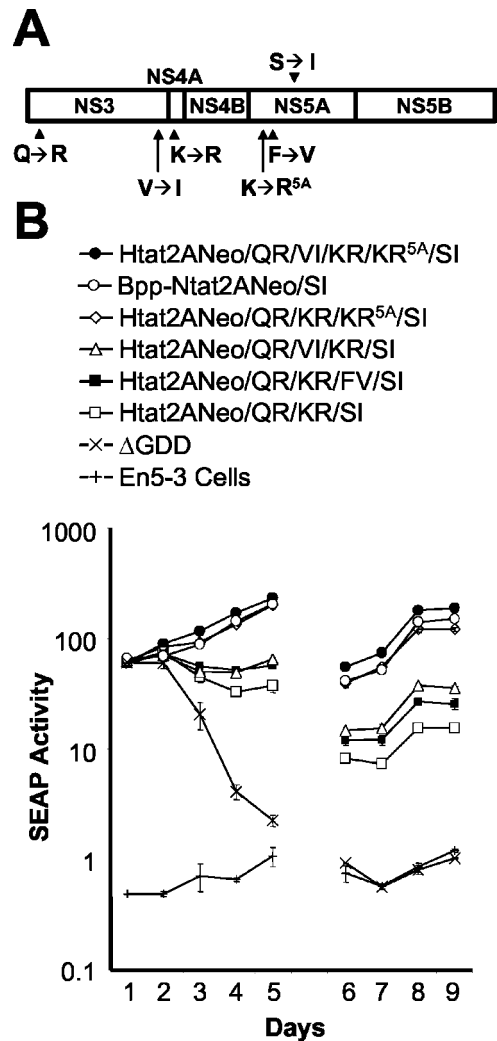 A
S→I
NS4A
NS3 NS4B NS5A NS5B
Q→R K→R F→V
V→I K→R5A
B
Htat2ANeo/QR/VI/KR/KR5A/SI
Bpp-Ntat2ANeo/SI
Htat2ANeo/QR/KR/KR5A/SI
Htat2ANeo/QR/VI/KR/SI
Htat2ANeo/QR/KR/FV/SI
Htat2ANeo/QR/KR/SI
ΔGDD
En5-3 Cells
1000
100
10
1
0.1
SEAP Activity
1 2 3 4 5 6 7 8 9
Days